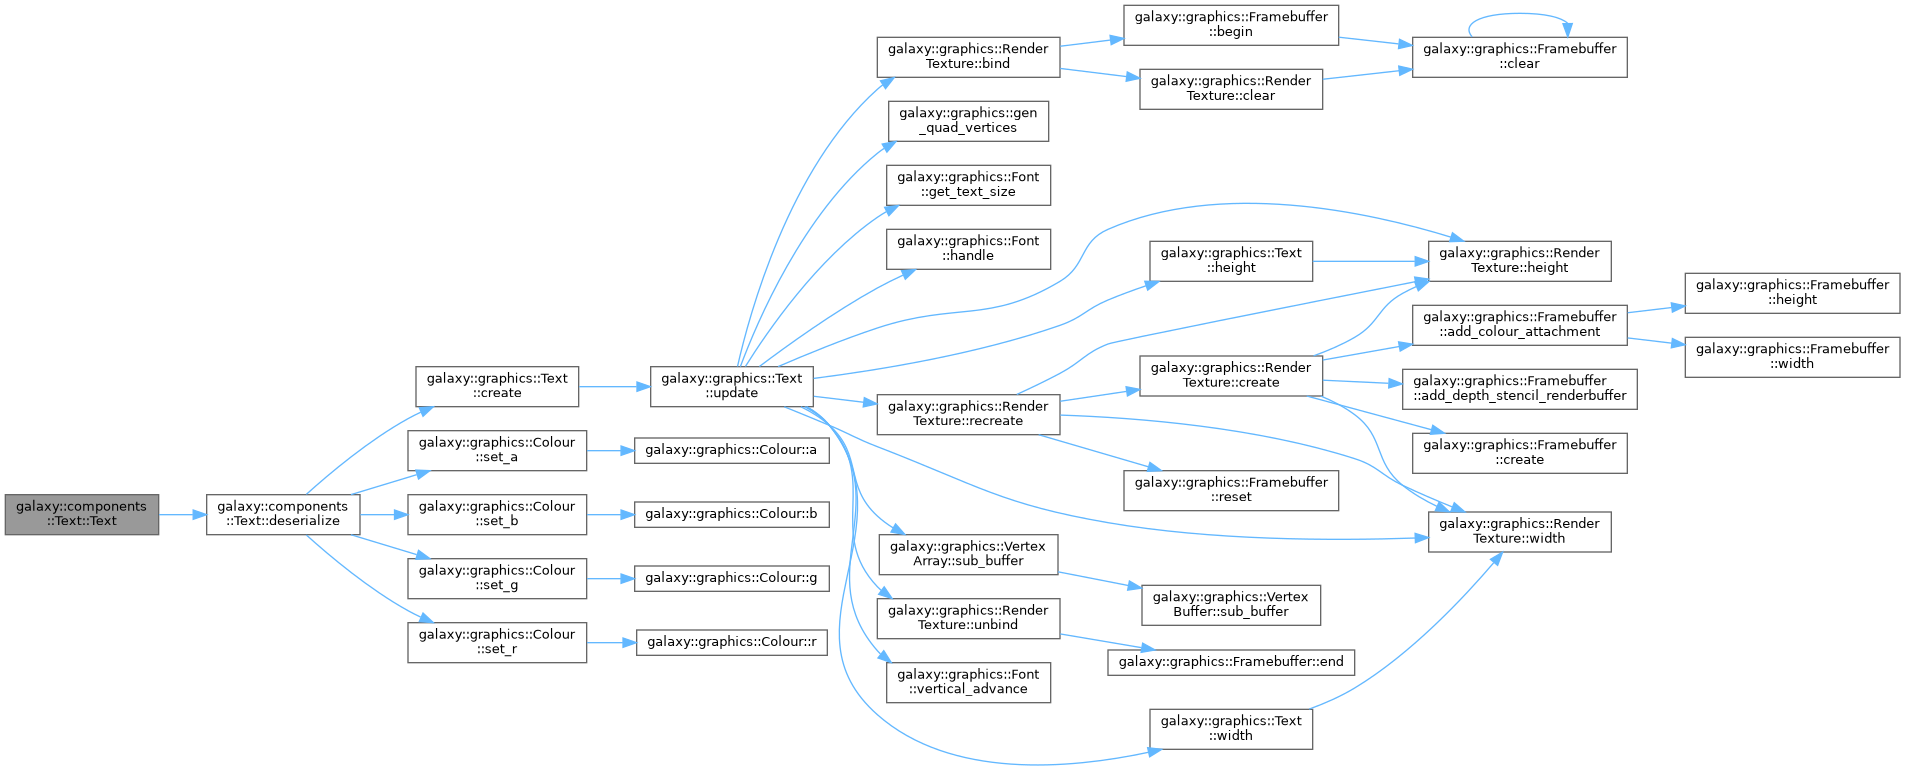 galaxy::components
::Text::Text
galaxy::components
::Text::deserialize
galaxy::graphics::Text
::create
galaxy::graphics::Colour
::set_a
galaxy::graphics::Colour
::set_b
galaxy::graphics::Colour
::set_g
galaxy::graphics::Colour
::set_r
galaxy::graphics::Text
::update
galaxy::graphics::Colour::a
galaxy::graphics::Colour::b
galaxy::graphics::Colour::g
galaxy::graphics::Colour::r
galaxy::graphics::Render
Texture::bind
galaxy::graphics::gen
_quad_vertices
galaxy::graphics::Font
::get_text_size
galaxy::graphics::Font
::handle
galaxy::graphics::Render
Texture::recreate
galaxy::graphics::Vertex
Array::sub_buffer
galaxy::graphics::Render
Texture::unbind
galaxy::graphics::Font
::vertical_advance
galaxy::graphics::Framebuffer
::begin
galaxy::graphics::Render
Texture::clear
galaxy::graphics::Text
::height
galaxy::graphics::Render
Texture::create
galaxy::graphics::Framebuffer
::reset
galaxy::graphics::Vertex
Buffer::sub_buffer
galaxy::graphics::Framebuffer::end
galaxy::graphics::Text
::width
galaxy::graphics::Framebuffer
::clear
galaxy::graphics::Render
Texture::height
galaxy::graphics::Framebuffer
::add_colour_attachment
galaxy::graphics::Framebuffer
::add_depth_stencil_renderbuffer
galaxy::graphics::Framebuffer
::create
galaxy::graphics::Render
Texture::width
galaxy::graphics::Framebuffer
::height
galaxy::graphics::Framebuffer
::width